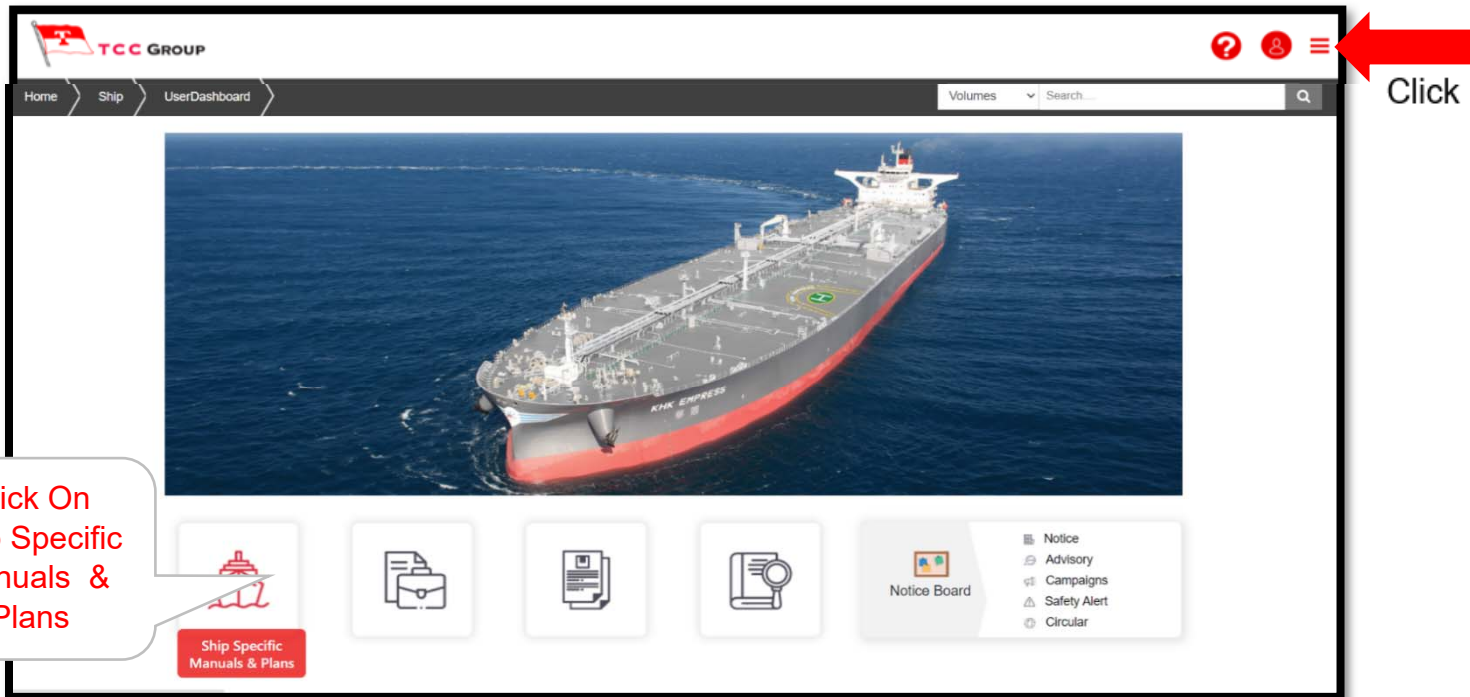 T
TCC GROUP
?
Click
Home Ship UserDashboard Volumes Search....
KHK EMPRESS
H
ick On
Specific
nuals &
Plans
Notice Board
Notice
Advisory
Campaigns
Safety Alert
Circular
Ship Specific
Manuals & Plans